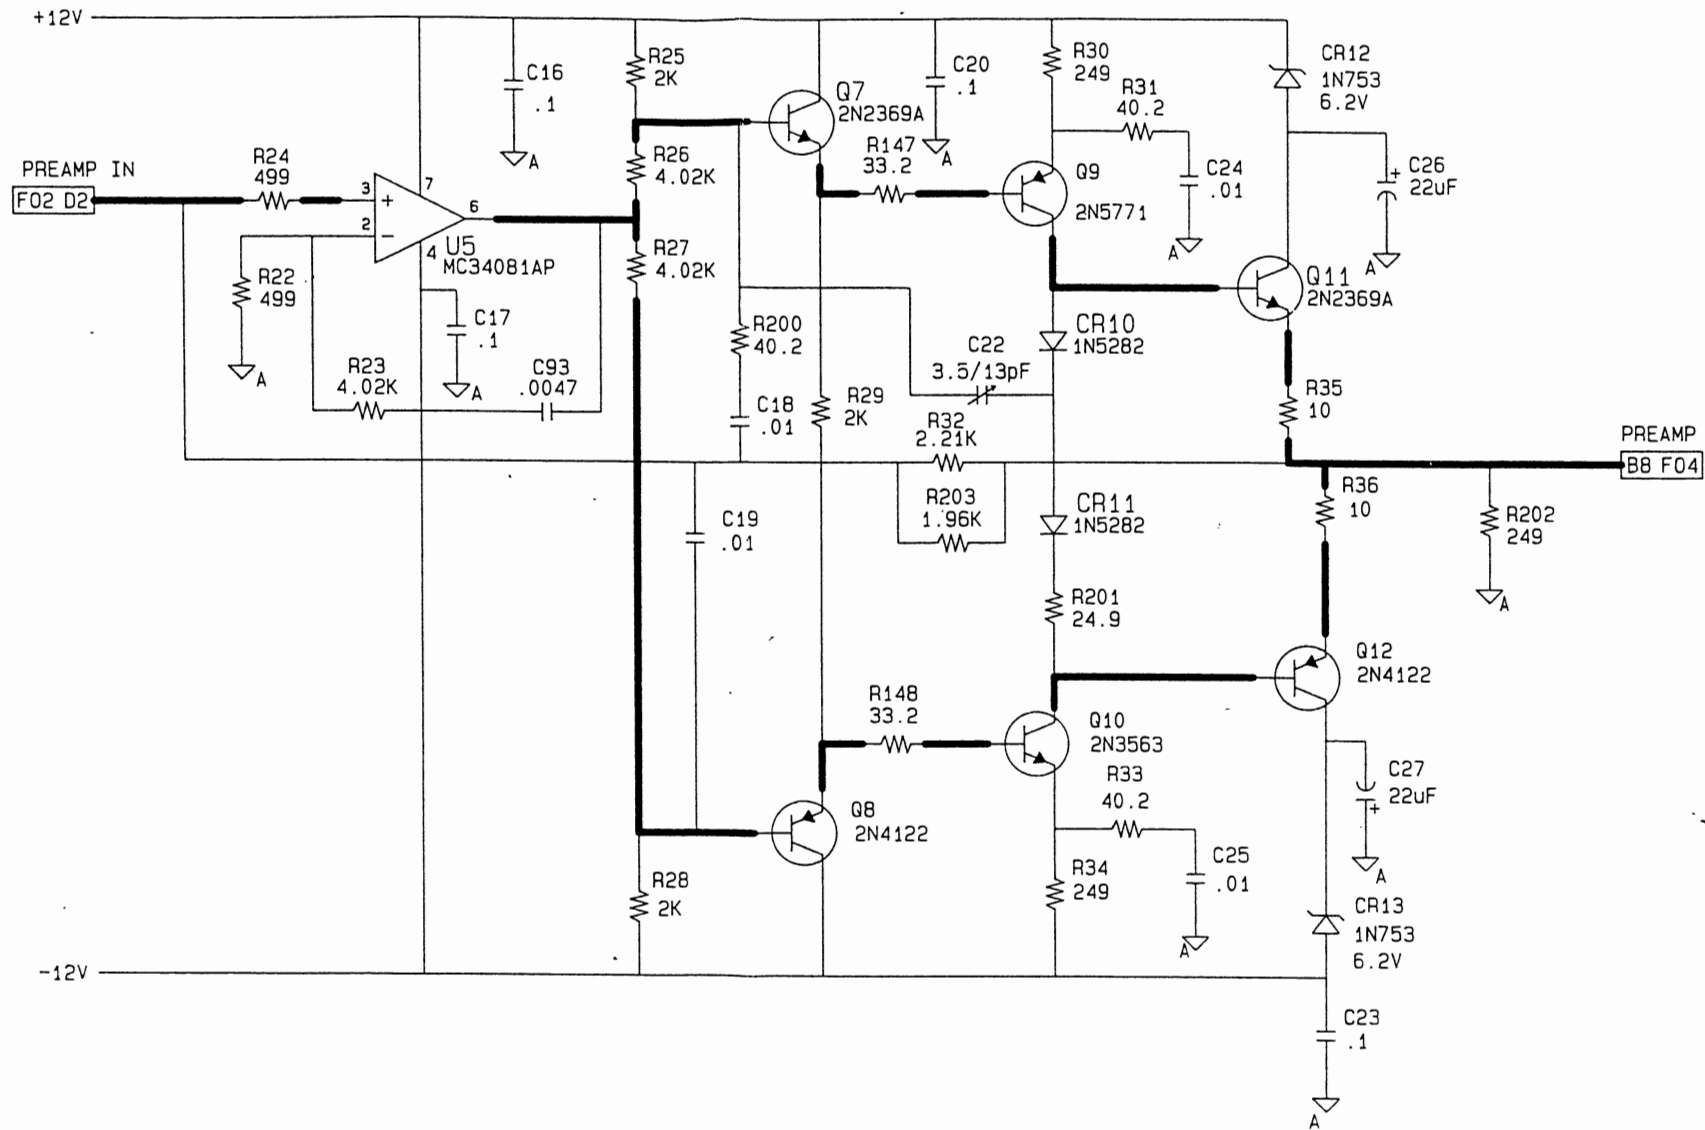 +12V
PREAMP IN
F02 D2
R24
499
3
+
2
−
7
6
4
U5
MC34081AP
R22
499
A
R23
4.02K
C93
.0047
C17
.1
A
C16
.1
A
R25
2K
R26
4.02K
R27
4.02K
Q7
2N2369A
R147
33.2
C20
.1
A
R30
249
R31
40.2
C24
.01
A
Q9
2N5771
CR12
1N753
6.2V
+
C26
22uF
A
Q11
2N2369A
R200
40.2
C18
.01
R29
2K
C22
3.5/13pF
CR10
1N5282
R35
10
R32
2.21K
R203
1.96K
CR11
1N5282
PREAMP
B8 F04
R36
10
R202
249
A
C19
.01
R201
24.9
Q12
2N4122
R148
33.2
Q10
2N3563
R33
40.2
C25
.01
A
C27
22uF
+
A
Q8
2N4122
R28
2K
R34
249
CR13
1N753
6.2V
-12V
C23
.1
A